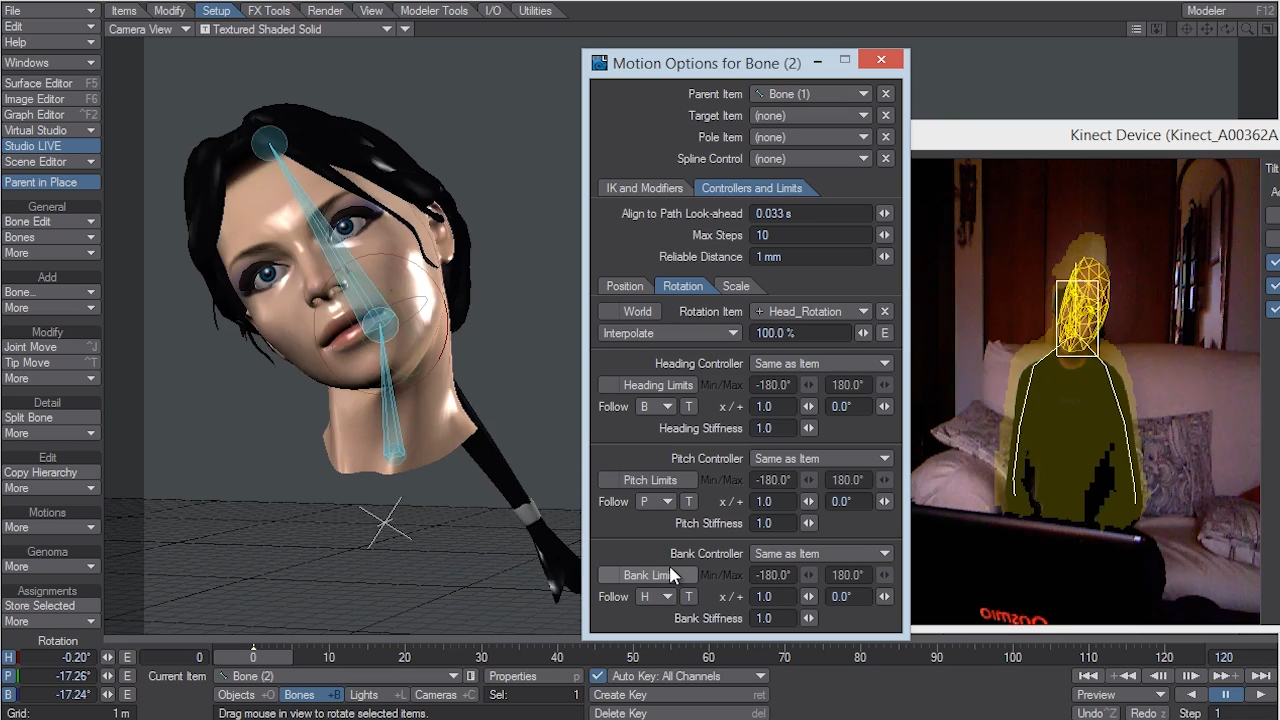 File
Items Modify Setup FX Tools Render View Modeler Tools I/O Utilities
Modeler F12
Edit
Camera View Textured Shaded Solid
Help
Windows
Surface Editor F5
Image Editor F6
Graph Editor ^F2
Virtual Studio
Studio LIVE
Scene Editor
Parent in Place
General
Bone Edit
Bones
More
Add
Bone...
More
Modify
Joint Move ^J
Tip Move ^T
More
Detail
Split Bone
More
Edit
Copy Hierarchy
More
Motions
More
Genoma
More
Assignments
Store Selected
More
Motion Options for Bone (2)
Parent Item Bone (1)
Target Item (none)
Pole Item (none)
Spline Control (none)
IK and Modifiers Controllers and Limits
Align to Path Look-ahead 0.033 s
Max Steps 10
Reliable Distance 1 mm
Position Rotation Scale
World Rotation Item + Head_Rotation
Interpolate 100.0 % E
Heading Controller Same as Item
Heading Limits Min/Max -180.0° 180.0°
Follow B T x / + 1.0 0.0°
Heading Stiffness 1.0
Pitch Controller Same as Item
Pitch Limits Min/Max -180.0° 180.0°
Follow P T x / + 1.0 0.0°
Pitch Stiffness 1.0
Bank Controller Same as Item
Bank Limi Min/Max -180.0° 180.0°
Follow H T x / + 1.0 0.0°
Bank Stiffness 1.0
Kinect Device (Kinect_A00362A
Tilt
Qosmio
Rotation
H -0.20° E 0 0 10 20 30 40 50 60 70 80 90 100 110 120 120
P -17.26° E Current Item Bone (2) Properties p Auto Key: All Channels
B -17.24° E Objects +O Bones +B Lights +L Cameras +C Sel: 1 Create Key ret Preview
Grid: 1 m Drag mouse in view to rotate selected items. Delete Key del Undo ^Z Redo z Step 1